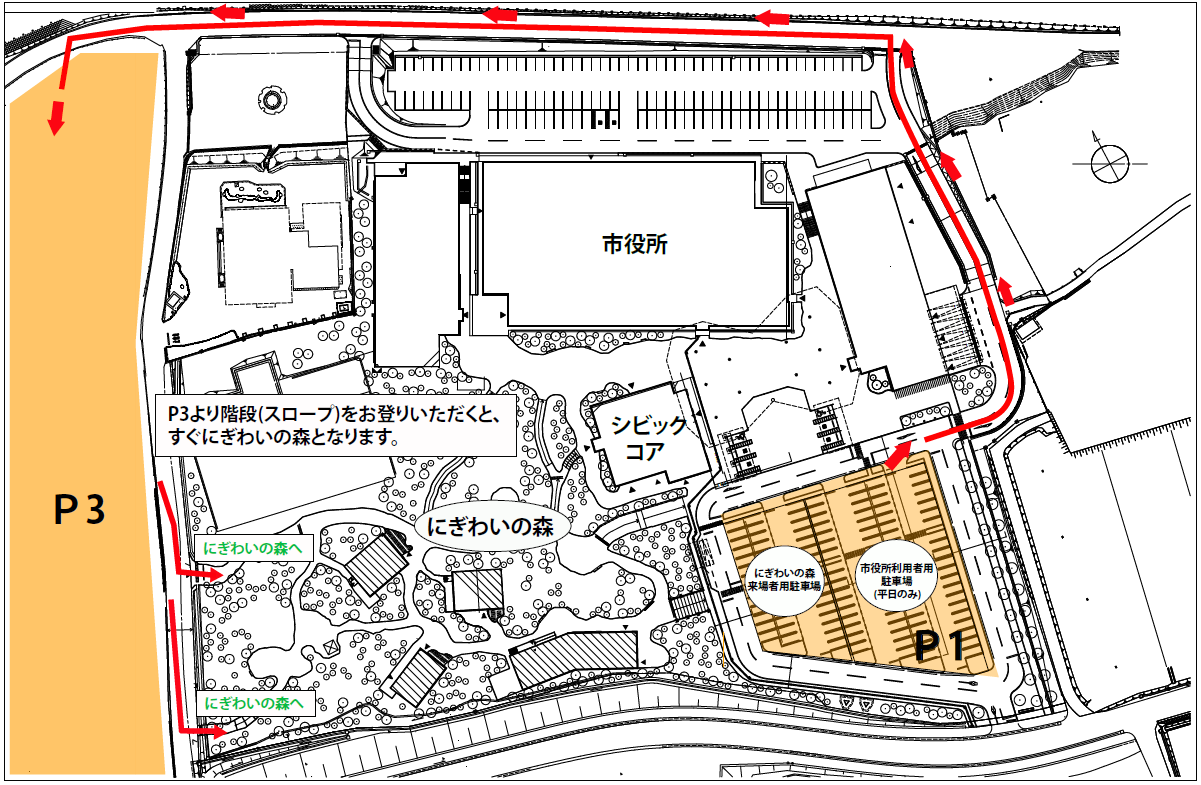 市役所
P3より階段(スロープ)をお登りいただくと、
すぐにぎわいの森となります。
シビック
コア
P3
にぎわいの森
にぎわいの森へ
にぎわいの森
来場者用駐車場
市役所利用者用
駐車場
(平日のみ)
P1
にぎわいの森へ